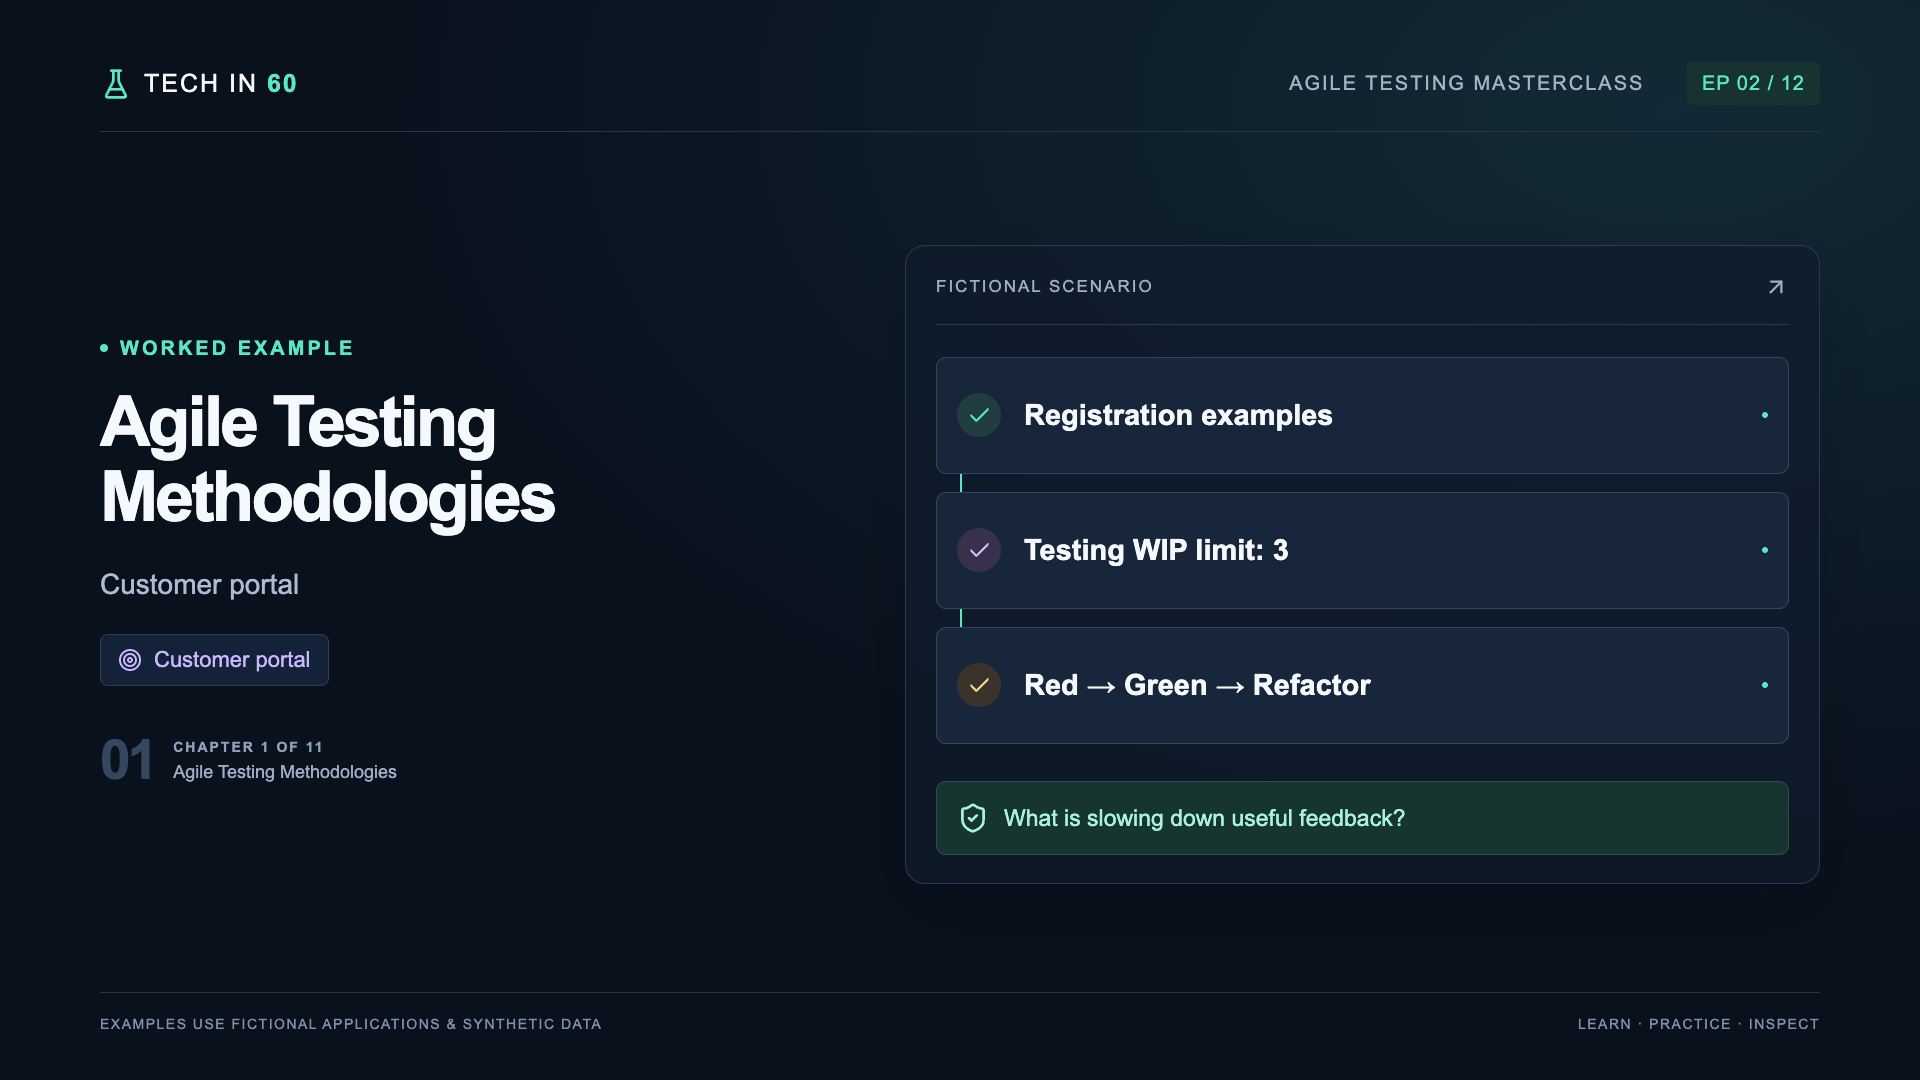 TECH IN 60
AGILE TESTING MASTERCLASS
EP 02 / 12
• WORKED EXAMPLE
Agile Testing
Methodologies
Customer portal
Customer portal
01
CHAPTER 1 OF 11
Agile Testing Methodologies
FICTIONAL SCENARIO
Registration examples
Testing WIP limit: 3
Red → Green → Refactor
What is slowing down useful feedback?
EXAMPLES USE FICTIONAL APPLICATIONS & SYNTHETIC DATA
LEARN · PRACTICE · INSPECT